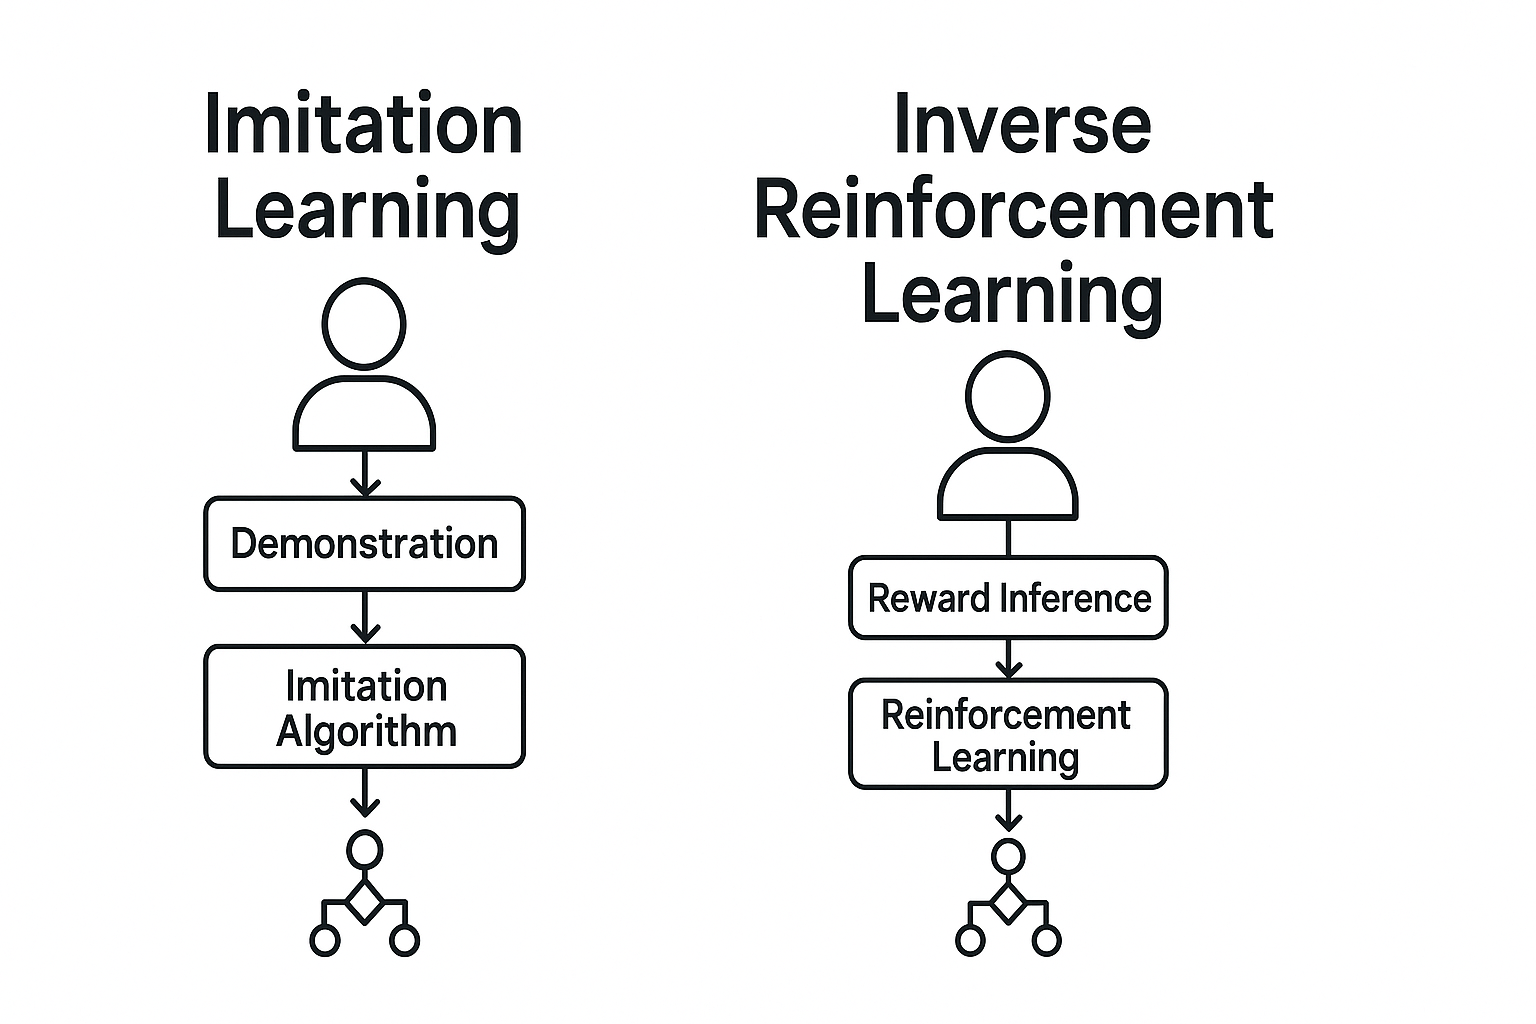 Imitation
Learning
Demonstration
Imitation
Algorithm
Inverse
Reinforcement
Learning
Reward Inference
Reinforcement
Learning